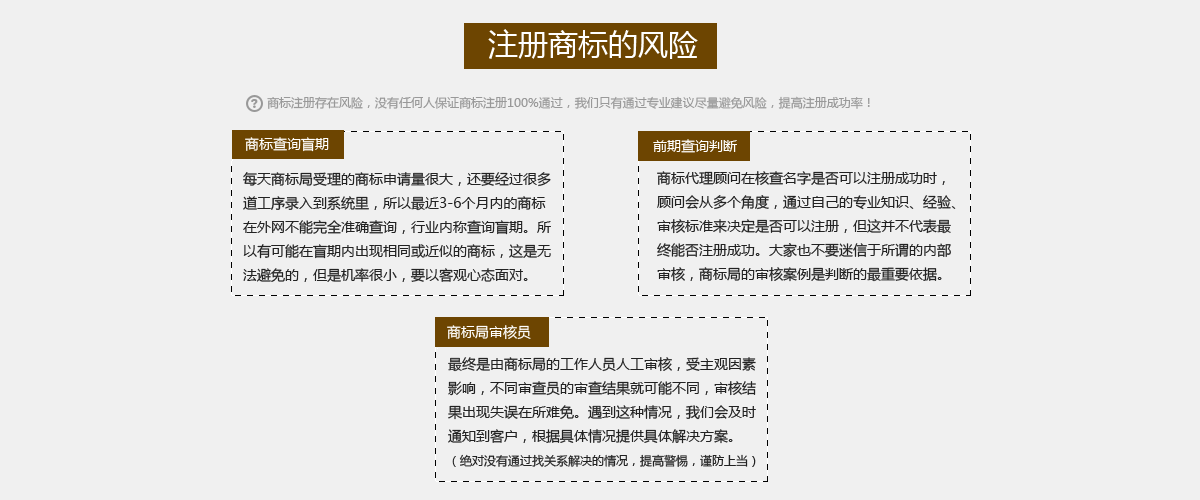 注册商标的风险
? 商标注册存在风险，没有任何人保证商标注册100%通过，我们只有通过专业建议尽量避免风险，提高注册成功率！
商标查询盲期
每天商标局受理的商标申请量很大，还要经过很多
道工序录入到系统里，所以最近3-6个月内的商标
在外网不能完全准确查询，行业内称查询盲期。所
以有可能在盲期内出现相同或近似的商标，这是无
法避免的，但是机率很小，要以客观心态面对。
前期查询判断
商标代理顾问在核查名字是否可以注册成功时，
顾问会从多个角度，通过自己的专业知识、经验、
审核标准来决定是否可以注册，但这并不代表最
终能否注册成功。大家也不要迷信于所谓的内部
审核，商标局的审核案例是判断的最重要依据。
商标局审核员
最终是由商标局的工作人员人工审核，受主观因素
影响，不同审查员的审查结果就可能不同，审核结
果出现失误在所难免。遇到这种情况，我们会及时
通知到客户，根据具体情况提供具体解决方案。
（绝对没有通过找关系解决的情况，提高警惕，谨防上当）